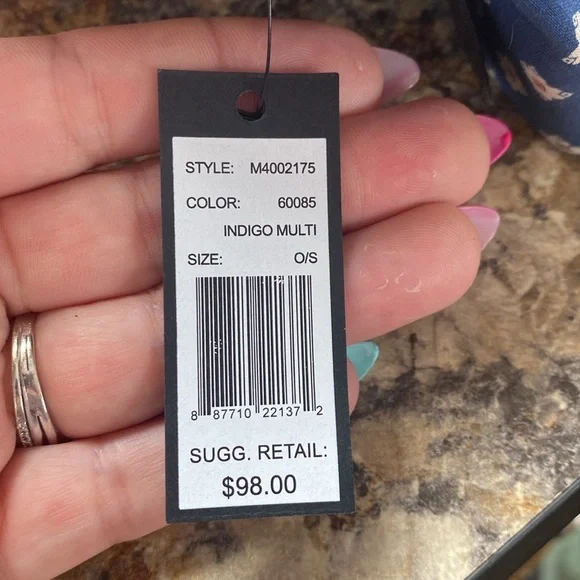 STYLE: M4002175
COLOR: 60085
INDIGO MULTI
SIZE: O/S
8 87710 22137 2
SUGG. RETAIL:
$98.00